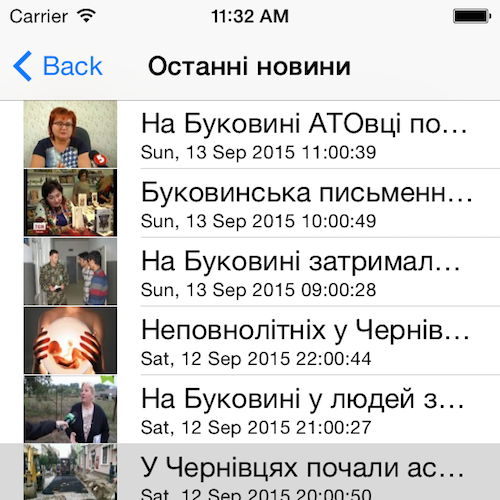 Carrier 11:32 AM
Back Останні новини
На Буковині АТОвці по...
Sun, 13 Sep 2015 11:00:39
Буковинська письменн...
Sun, 13 Sep 2015 10:00:49
На Буковині затримал...
Sun, 13 Sep 2015 09:00:28
Неповнолітніх у Чернів...
Sat, 12 Sep 2015 22:00:44
На Буковині у людей з...
Sat, 12 Sep 2015 21:00:27
У Чернівцях почали ас...
Sat, 12 Sep 2015 20:00:50